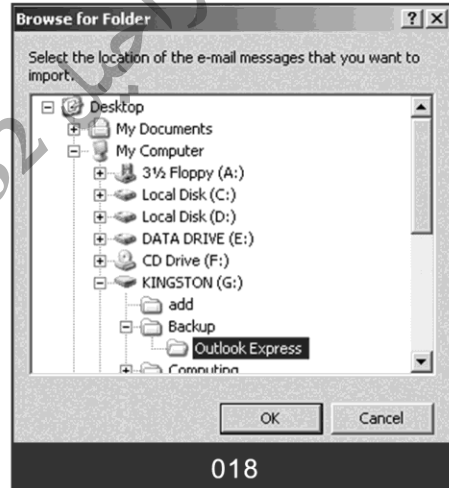 Browse for Folder
Select the location of the e-mail messages that you want to
import.
Desktop
My Documents
My Computer
3½ Floppy (A:)
Local Disk (C:)
Local Disk (D:)
DATA DRIVE (E:)
CD Drive (F:)
KINGSTON (G:)
add
Backup
Outlook Express
Computing
OK Cancel
018